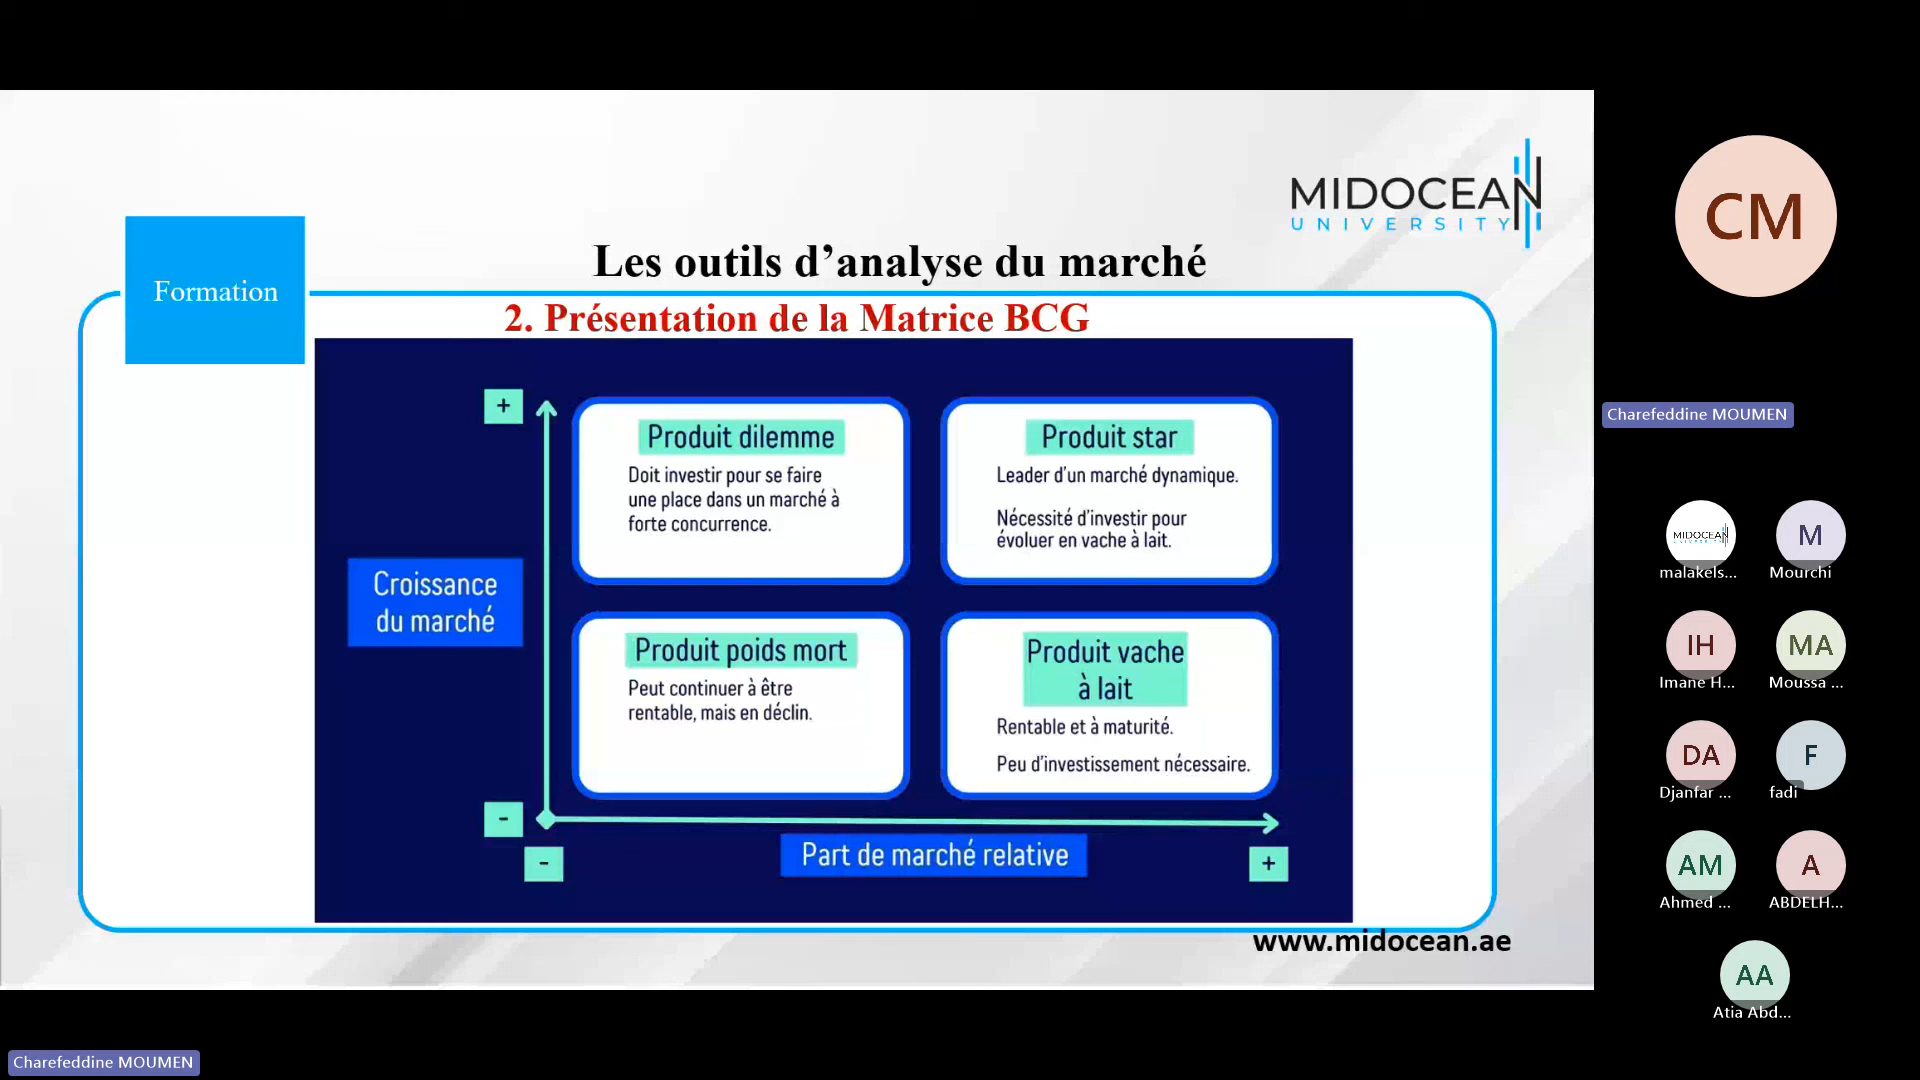 MIDOCEAN
UNIVERSITY
Formation
Les outils d’analyse du marché
2. Présentation de la Matrice BCG
+
Produit dilemme
Doit investir pour se faire
une place dans un marché à
forte concurrence.
Produit star
Leader d’un marché dynamique.
Nécessité d’investir pour
évoluer en vache à lait.
Croissance
du marché
Produit poids mort
Peut continuer à être
rentable, mais en déclin.
Produit vache
à lait
Rentable et à maturité.
Peu d’investissement nécessaire.
-
-
Part de marché relative
+
www.midocean.ae
Charefeddine MOUMEN
CM
Charefeddine MOUMEN
MIDOCEAN
malakels...
M
Mourchi
IH
Imane H...
MA
Moussa ...
DA
Djanfar ...
F
fadi
AM
Ahmed ...
A
ABDELH...
AA
Atia Abd...